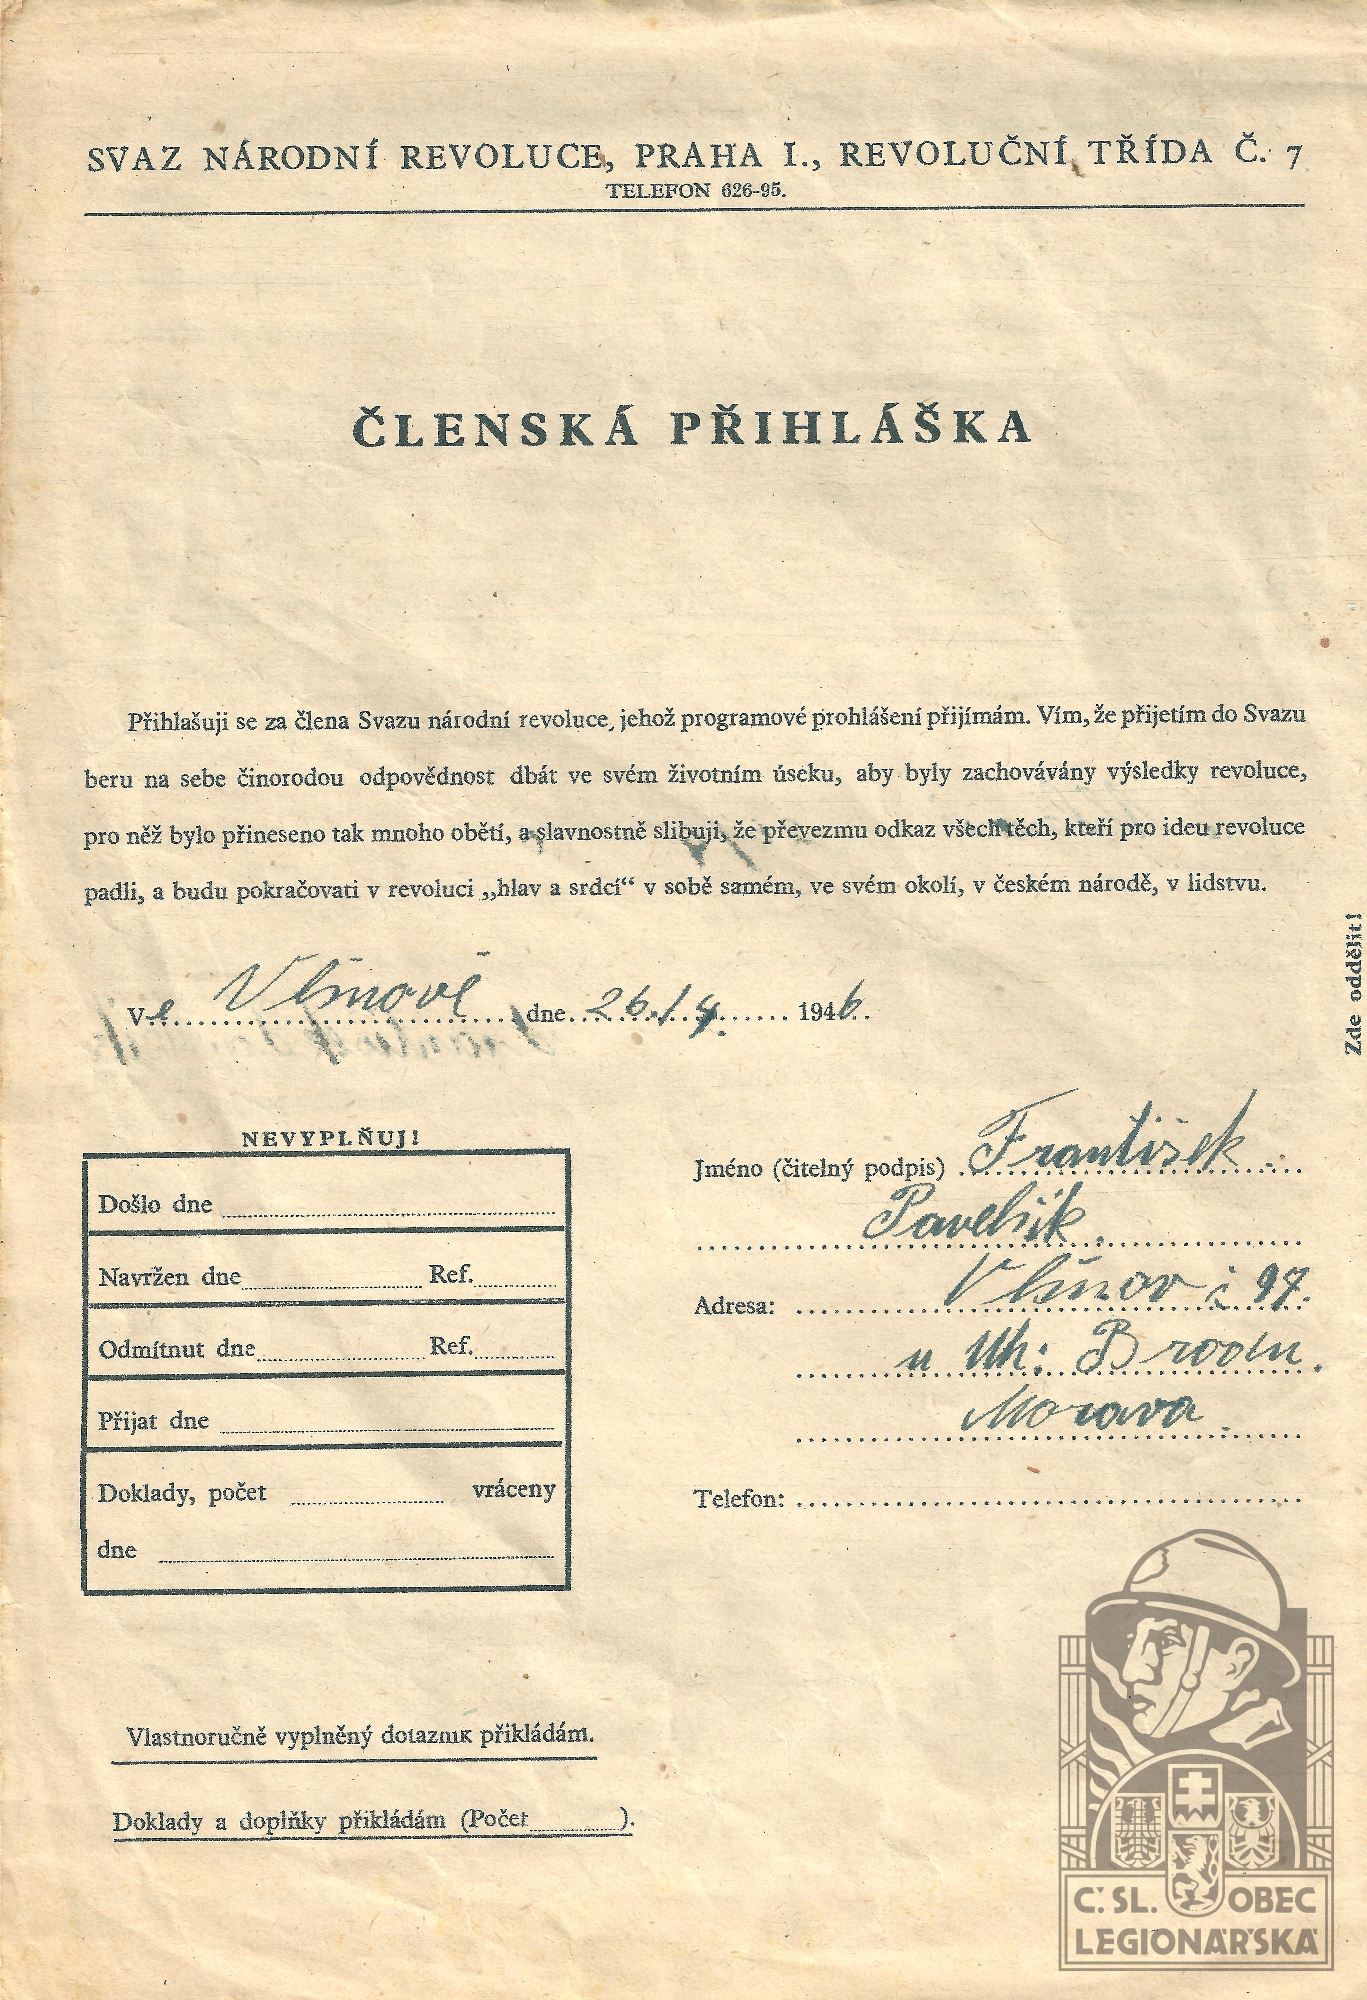 SVAZ NÁRODNÍ REVOLUCE, PRAHA I., REVOLUČNÍ TŘÍDA Č. 7
TELEFON 626-95.
ČLENSKÁ PŘIHLÁŠKA
Přihlašuji se za člena Svazu národní revoluce, jehož programové prohlášení přijímám. Vím, že přijetím do Svazu
beru na sebe činorodou odpovědnost dbát ve svém životním úseku, aby byly zachovávány výsledky revoluce,
pro něž bylo přineseno tak mnoho obětí, a slavnostně slibuji, že převezmu odkaz všech těch, kteří pro ideu revoluce
padli, a budu pokračovati v revoluci „hlav a srdcí“ v sobě samém, ve svém okolí, v českém národě, v lidstvu.
Ve Vlčnově dne 26./4. 1946.
Zde oddělit!
NEVYPLŇUJ!
Došlo dne
Navržen dne Ref.
Odmítnut dne Ref.
Přijat dne
Doklady, počet vráceny
dne
Jméno (čitelný podpis) František
Pavelčík.
Adresa: Vlčnov č 97.
u Uh: Brodu.
Morava.
Telefon:
Vlastnoručně vyplněný dotazník přikládám.
Doklady a doplňky přikládám (Počet ).
Č.SL. OBEC
LEGIONÁŘSKÁ